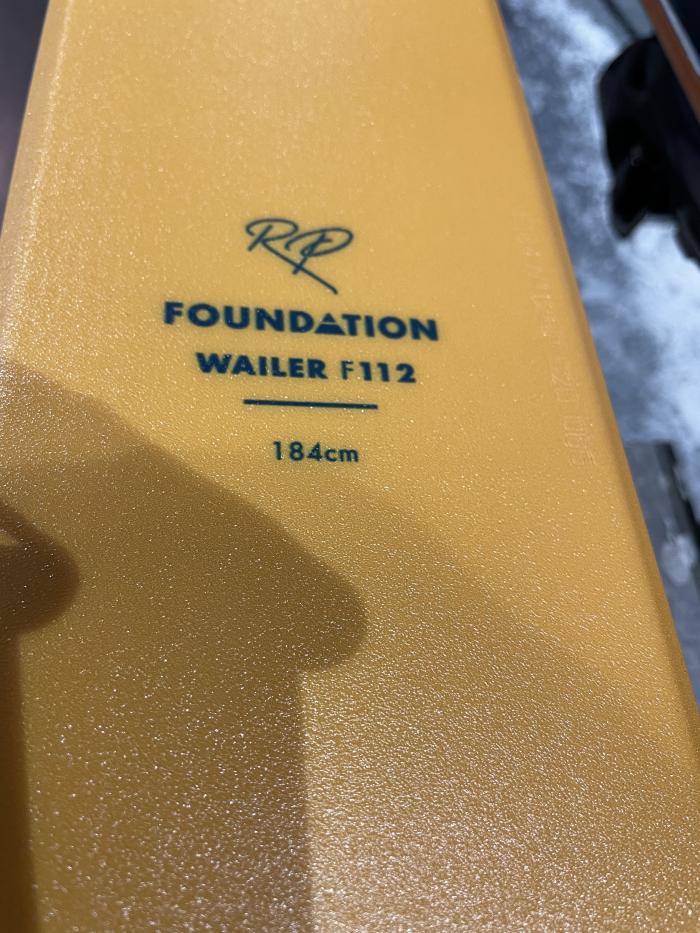 RP
FOUNDATION
WAILER F112
184cm